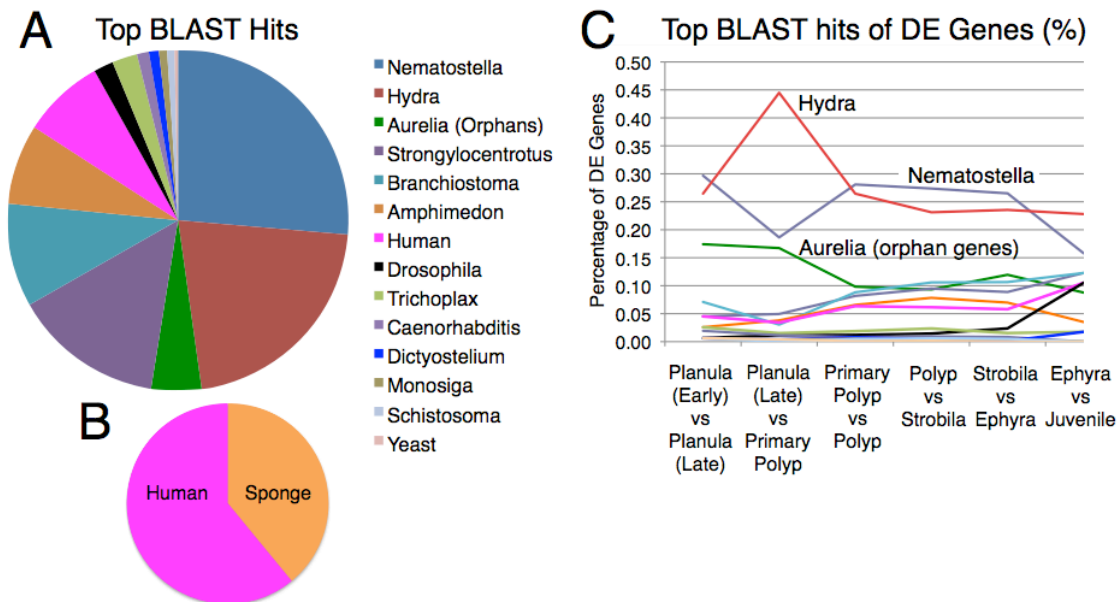 A
Top BLAST Hits
Nematostella
Hydra
Aurelia (Orphans)
Strongylocentrotus
Branchiostoma
Amphimedon
Human
Drosophila
Trichoplax
Caenorhabditis
Dictyostelium
Monosiga
Schistosoma
Yeast
B
Human
Sponge
C
Top BLAST hits of DE Genes (%)
Percentage of DE Genes
0.50
0.45
0.40
0.35
0.30
0.25
0.20
0.15
0.10
0.05
0.00
Hydra
Nematostella
Aurelia (orphan genes)
Planula
(Early)
vs
Planula
(Late)
Planula
(Late)
vs
Primary
Polyp
Primary
Polyp
vs Polyp
Polyp
vs
Strobila
Strobila
vs
Ephyra
Ephyra
vs
Juvenile